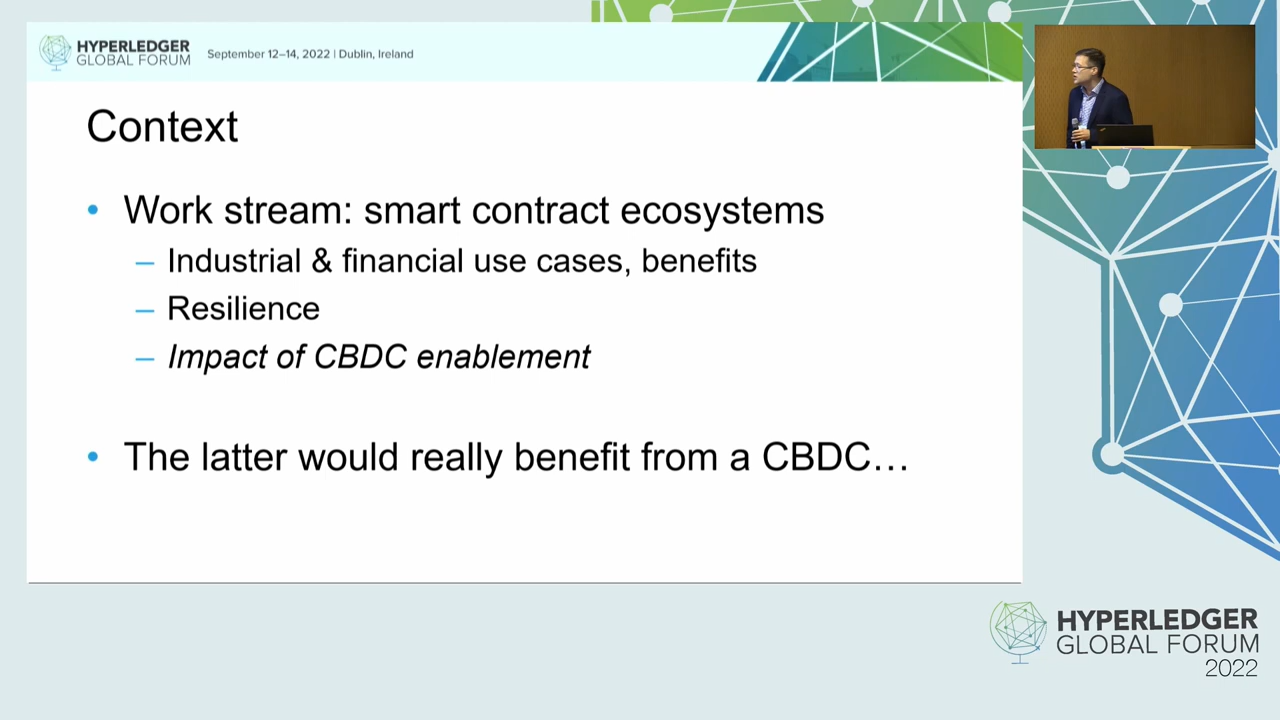 HYPERLEDGER
GLOBAL FORUM
September 12–14, 2022 | Dublin, Ireland
Context
• Work stream: smart contract ecosystems
– Industrial & financial use cases, benefits
– Resilience
– Impact of CBDC enablement
• The latter would really benefit from a CBDC…
HYPERLEDGER
GLOBAL FORUM
2022